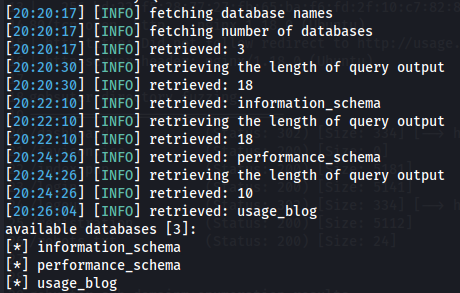 [20:20:17] [INFO] fetching database names
[20:20:17] [INFO] fetching number of databases
[20:20:17] [INFO] retrieved: 3
[20:20:30] [INFO] retrieving the length of query output
[20:20:30] [INFO] retrieved: 18
[20:22:10] [INFO] retrieved: information_schema
[20:22:10] [INFO] retrieving the length of query output
[20:22:10] [INFO] retrieved: 18
[20:24:26] [INFO] retrieved: performance_schema
[20:24:26] [INFO] retrieving the length of query output
[20:24:26] [INFO] retrieved: 10
[20:26:04] [INFO] retrieved: usage_blog
available databases [3]:
[*] information_schema
[*] performance_schema
[*] usage_blog